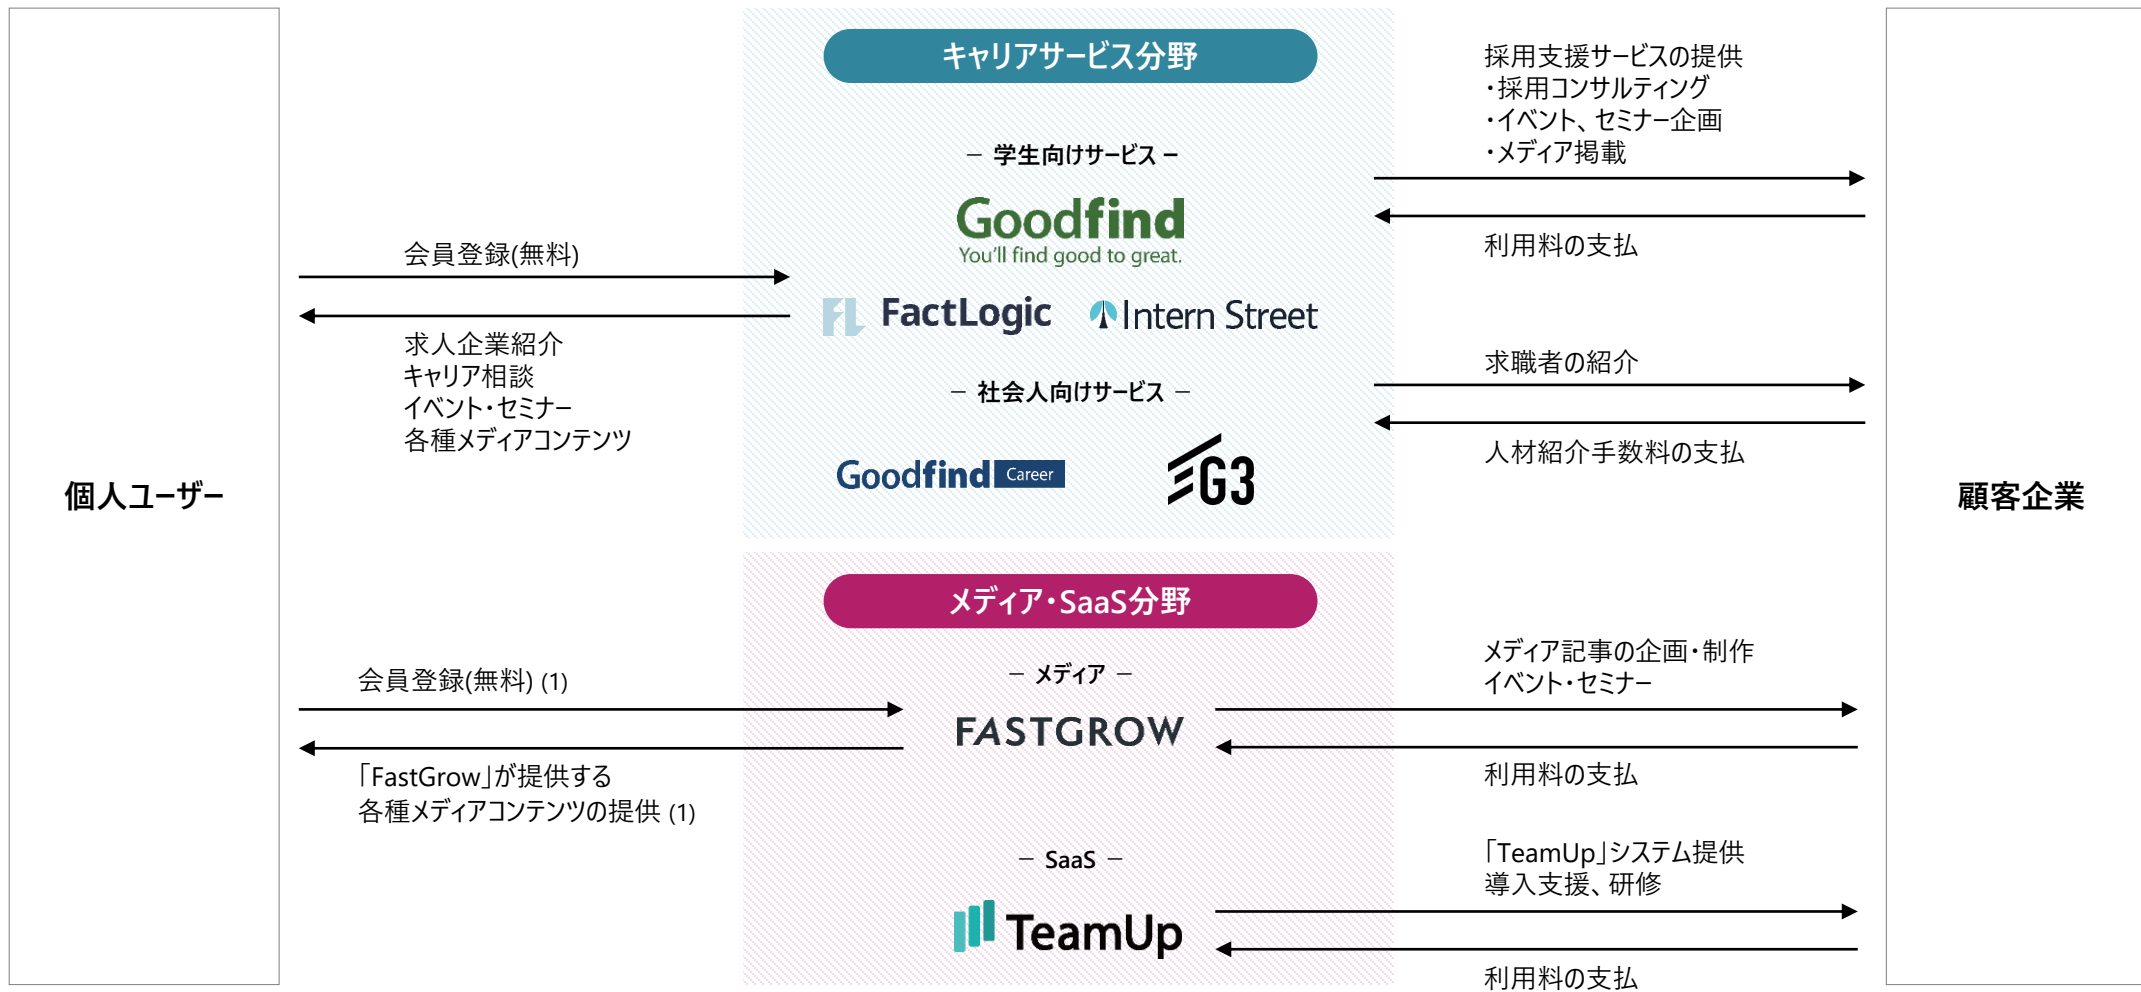 個人ユーザー
会員登録(無料)
求人企業紹介
キャリア相談
イベント・セミナー
各種メディアコンテンツ
会員登録(無料) (1)
「FastGrow」が提供する
各種メディアコンテンツの提供 (1)
キャリアサービス分野
― 学生向けサービス ―
Goodfind
You'll find good to great.
FL FactLogic
Intern Street
― 社会人向けサービス ―
Goodfind Career
G3
メディア・SaaS分野
― メディア ―
FASTGROW
― SaaS ―
TeamUp
採用支援サービスの提供
・採用コンサルティング
・イベント、セミナー企画
・メディア掲載
利用料の支払
求職者の紹介
人材紹介手数料の支払
メディア記事の企画・制作
イベント・セミナー
利用料の支払
「TeamUp」システム提供
導入支援、研修
利用料の支払
顧客企業